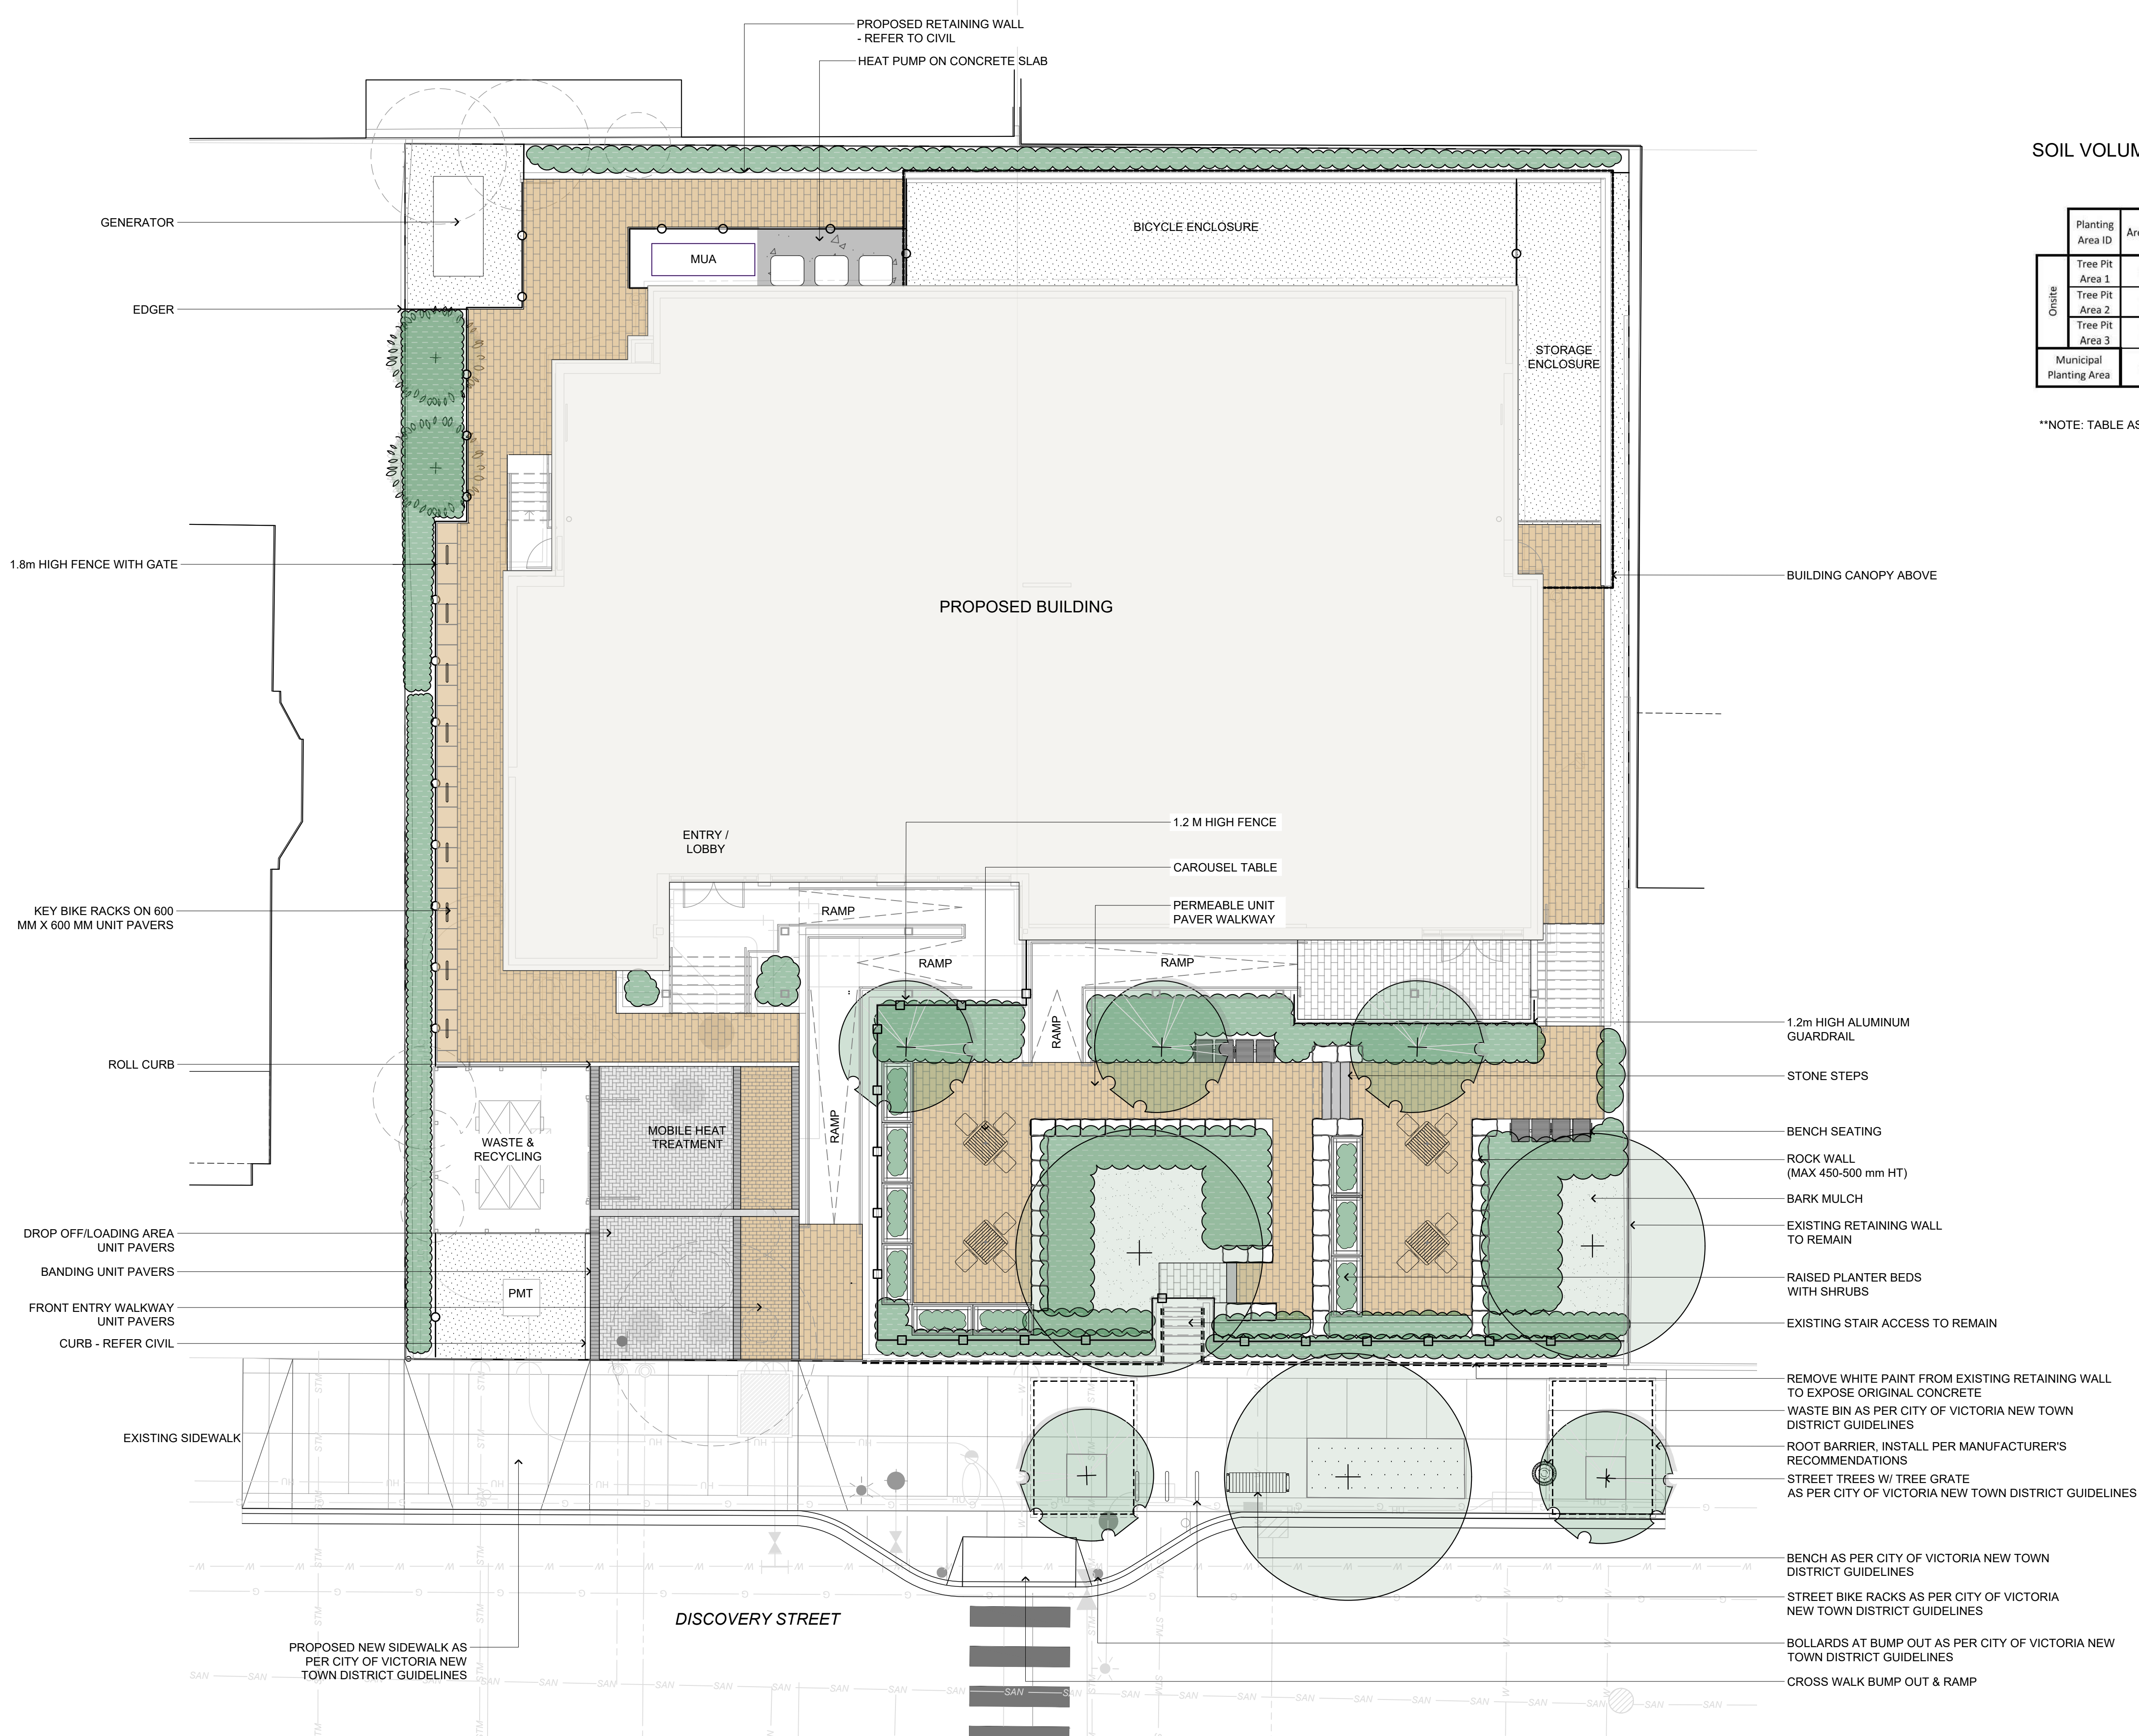 PROPOSED RETAINING WALL
- REFER TO CIVIL
HEAT PUMP ON CONCRETE SLAB
SOIL VOLUM
Planting
Area ID
Onsite
Tree Pit
Area 1
Tree Pit
Area 2
Tree Pit
Area 3
Municipal
Planting Area
**NOTE: TABLE AS
GENERATOR
EDGER
1.8m HIGH FENCE WITH GATE
KEY BIKE RACKS ON 600
MM X 600 MM UNIT PAVERS
ROLL CURB
DROP OFF/LOADING AREA
UNIT PAVERS
BANDING UNIT PAVERS
FRONT ENTRY WALKWAY
UNIT PAVERS
CURB - REFER CIVIL
EXISTING SIDEWALK
PROPOSED NEW SIDEWALK AS
PER CITY OF VICTORIA NEW
TOWN DISTRICT GUIDELINES
MUA
BICYCLE ENCLOSURE
STORAGE
ENCLOSURE
PROPOSED BUILDING
ENTRY /
LOBBY
1.2 M HIGH FENCE
CAROUSEL TABLE
PERMEABLE UNIT
PAVER WALKWAY
RAMP
RAMP
RAMP
RAMP
RAMP
WASTE &
RECYCLING
MOBILE HEAT
TREATMENT
PMT
DISCOVERY STREET
BUILDING CANOPY ABOVE
1.2m HIGH ALUMINUM
GUARDRAIL
STONE STEPS
BENCH SEATING
ROCK WALL
(MAX 450-500 mm HT)
BARK MULCH
EXISTING RETAINING WALL
TO REMAIN
RAISED PLANTER BEDS
WITH SHRUBS
EXISTING STAIR ACCESS TO REMAIN
REMOVE WHITE PAINT FROM EXISTING RETAINING WALL
TO EXPOSE ORIGINAL CONCRETE
WASTE BIN AS PER CITY OF VICTORIA NEW TOWN
DISTRICT GUIDELINES
ROOT BARRIER, INSTALL PER MANUFACTURER'S
RECOMMENDATIONS
STREET TREES W/ TREE GRATE
AS PER CITY OF VICTORIA NEW TOWN DISTRICT GUIDELINES
BENCH AS PER CITY OF VICTORIA NEW TOWN
DISTRICT GUIDELINES
STREET BIKE RACKS AS PER CITY OF VICTORIA
NEW TOWN DISTRICT GUIDELINES
BOLLARDS AT BUMP OUT AS PER CITY OF VICTORIA NEW
TOWN DISTRICT GUIDELINES
CROSS WALK BUMP OUT & RAMP